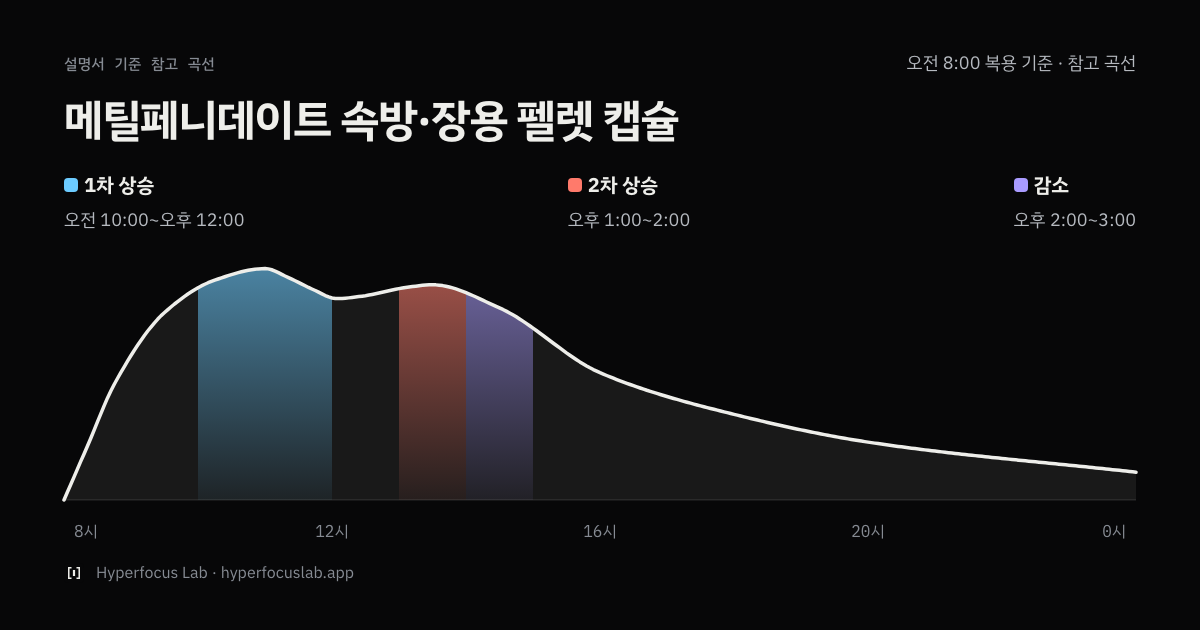 설명서 기준 참고 곡선
오전 8:00 복용 기준 · 참고 곡선
메틸페니데이트 속방·장용 펠렛 캡슐
1차 상승
오전 10:00~오후 12:00
2차 상승
오후 1:00~2:00
감소
오후 2:00~3:00
8시
12시
16시
20시
0시
Hyperfocus Lab · hyperfocuslab.app